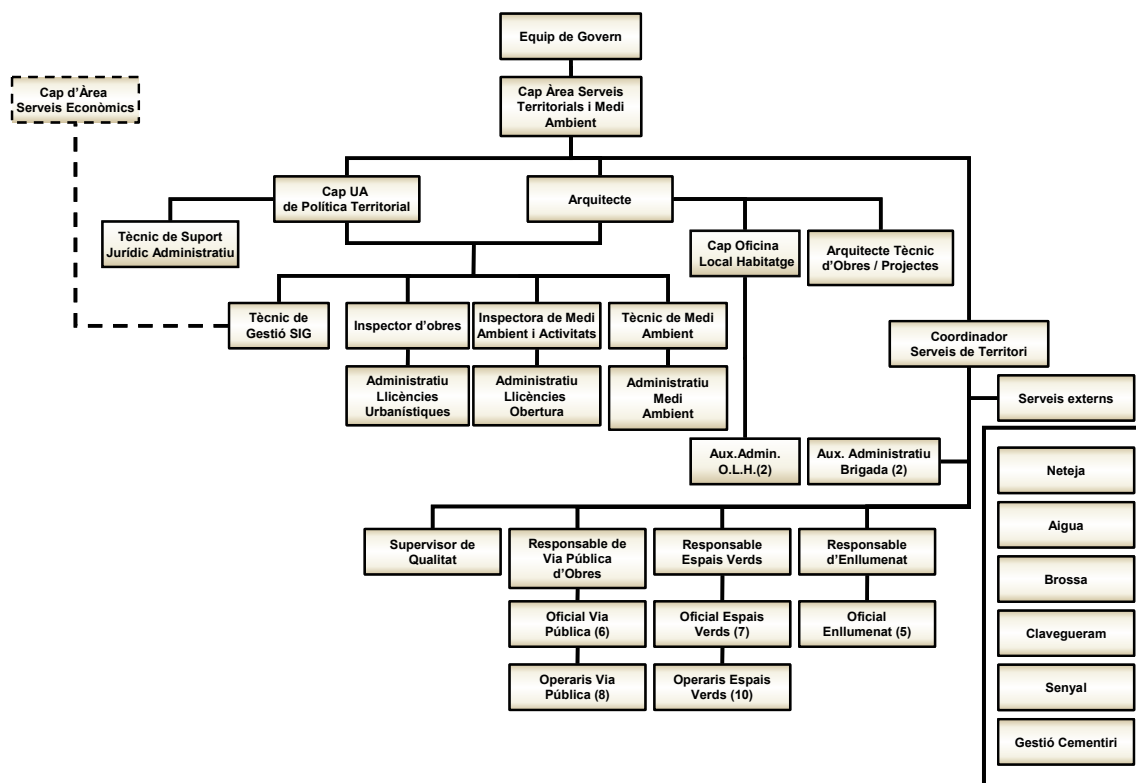 Equip de Govern
Cap d'Àrea
Serveis Econòmics
Cap Àrea Serveis
Territorials i Medi
Ambient
Cap UA
de Política Territorial
Arquitecte
Tècnic de Suport
Jurídic Administratiu
Cap Oficina
Local Habitatge
Arquitecte Tècnic
d'Obres / Projectes
Tècnic de
Gestió SIG
Inspector d'obres
Inspectora de Medi
Ambient i Activitats
Tècnic de Medi
Ambient
Coordinador
Serveis de Territori
Administratiu
Llicències
Urbanístiques
Administratiu
Llicències
Obertura
Administratiu
Medi
Ambient
Serveis externs
Aux.Admin.
O.L.H.(2)
Aux. Administratiu
Brigada (2)
Neteja
Aigua
Brossa
Clavegueram
Senyal
Gestió Cementiri
Supervisor de
Qualitat
Responsable de
Via Pública
d'Obres
Responsable
Espais Verds
Responsable
d'Enllumenat
Oficial Via
Pública (6)
Oficial Espais
Verds (7)
Oficial
Enllumenat (5)
Operaris Via
Pública (8)
Operaris Espais
Verds (10)